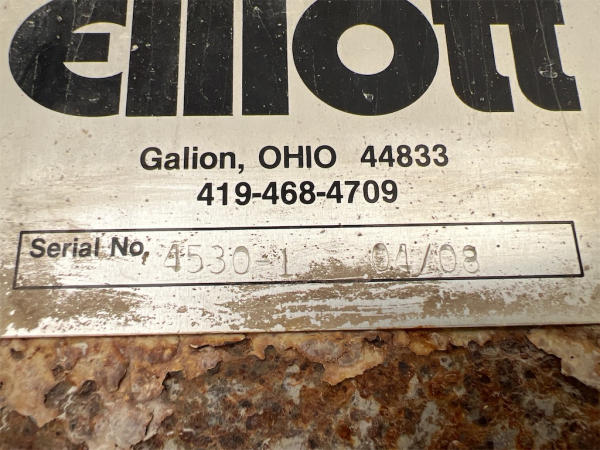 Elliott
Galion, OHIO 44833
419-468-4709
Serial No. 4530-1 04/08